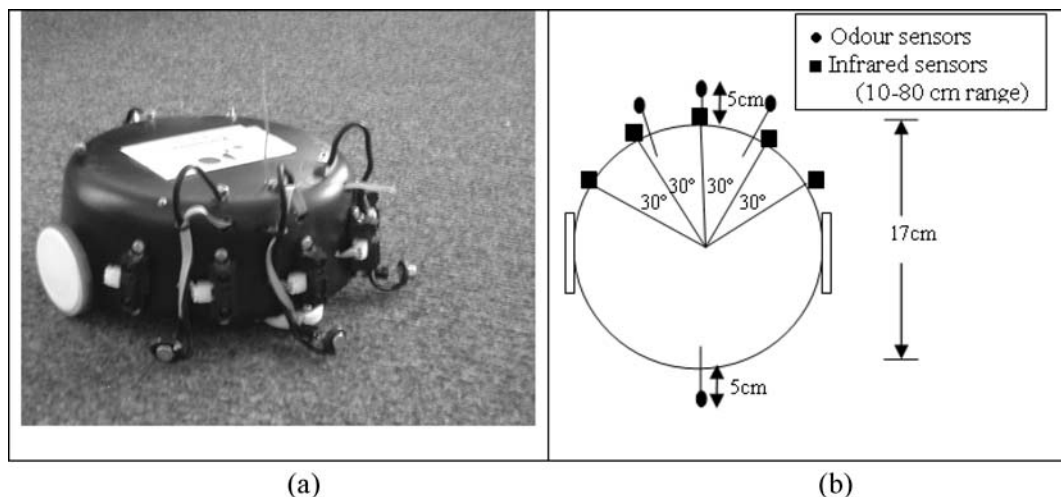 Odour sensors
Infrared sensors
(10-80 cm range)
5cm
30°
30°
30°
30°
17cm
5cm
(a)
(b)